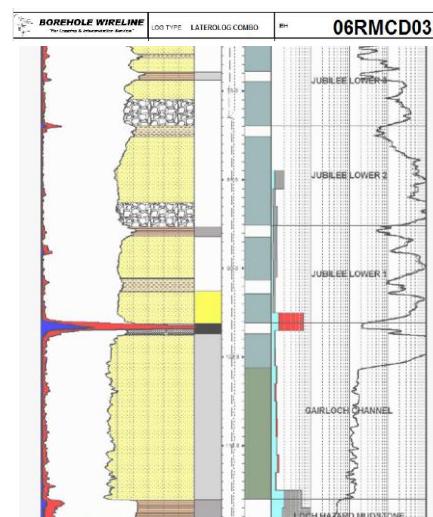 BOREHOLE WIRELINE
"For Logging & Interpretation Service"
LOG TYPE LATEROLOG COMBO
BH
06RMCD03
JUBILEE LOWER 3
JUBILEE LOWER 2
JUBILEE LOWER 1
GAIRLOCH CHANNEL
LOCH HAZARD MUDSTONE